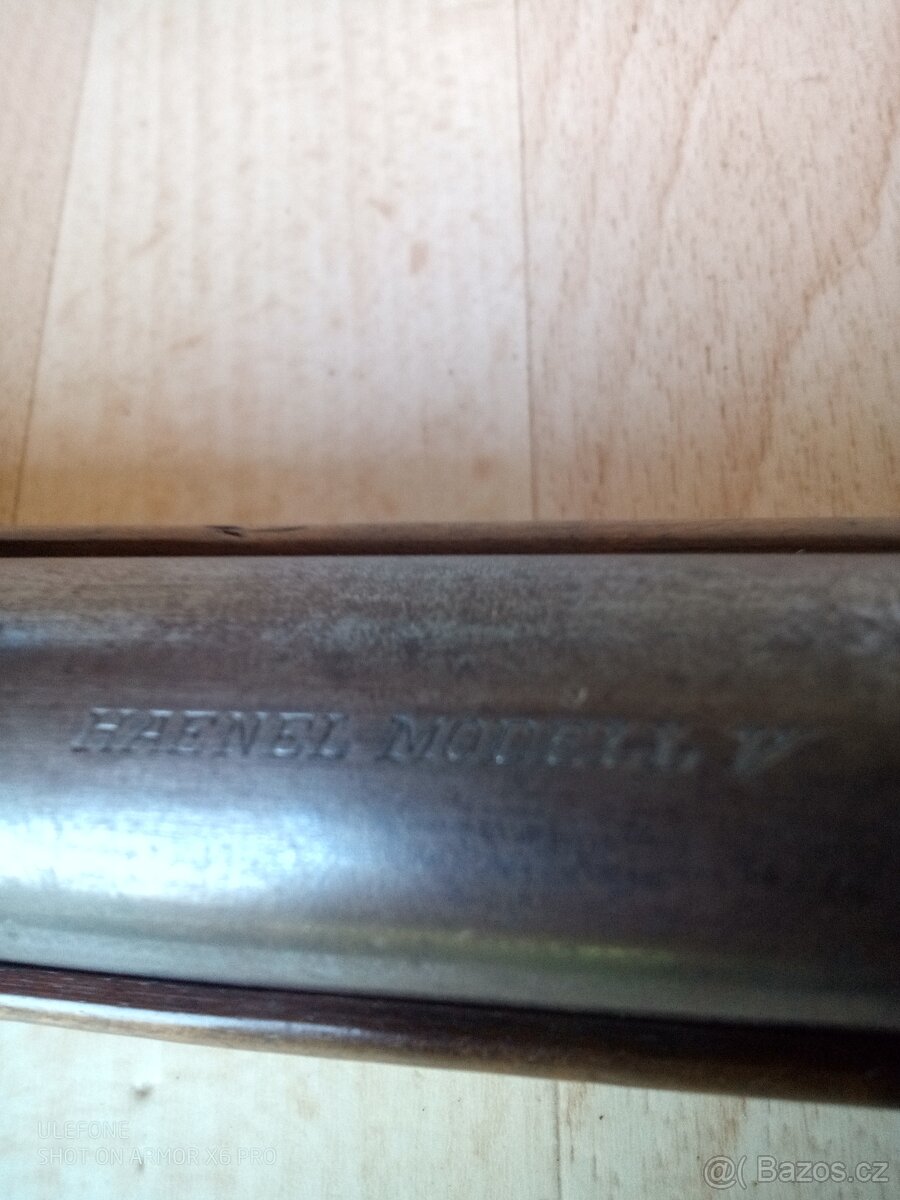 HAENEL MODELL V
ULEFONE
SHOT ON ARMOR X6 PRO
@( Bazos.cz